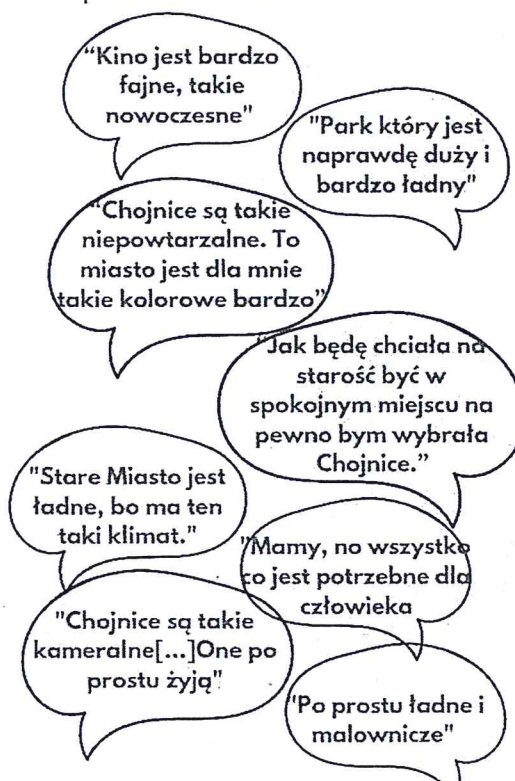 “Kino jest bardzo
fajne, takie
nowoczesne"
"Park który jest
naprawdę duży i
bardzo ładny"
“Chojnice są takie
niepowtarzalne. To
miasto jest dla mnie
takie kolorowe bardzo”
“Jak będę chciała na
starość być w
spokojnym miejscu na
pewno bym wybrała
Chojnice.”
"Stare Miasto jest
ładne, bo ma ten
taki klimat."
"Mamy, no wszystko
co jest potrzebne dla
człowieka
"Chojnice są takie
kameralne[...]One po
prostu żyją"
"Po prostu ładne i
malownicze"